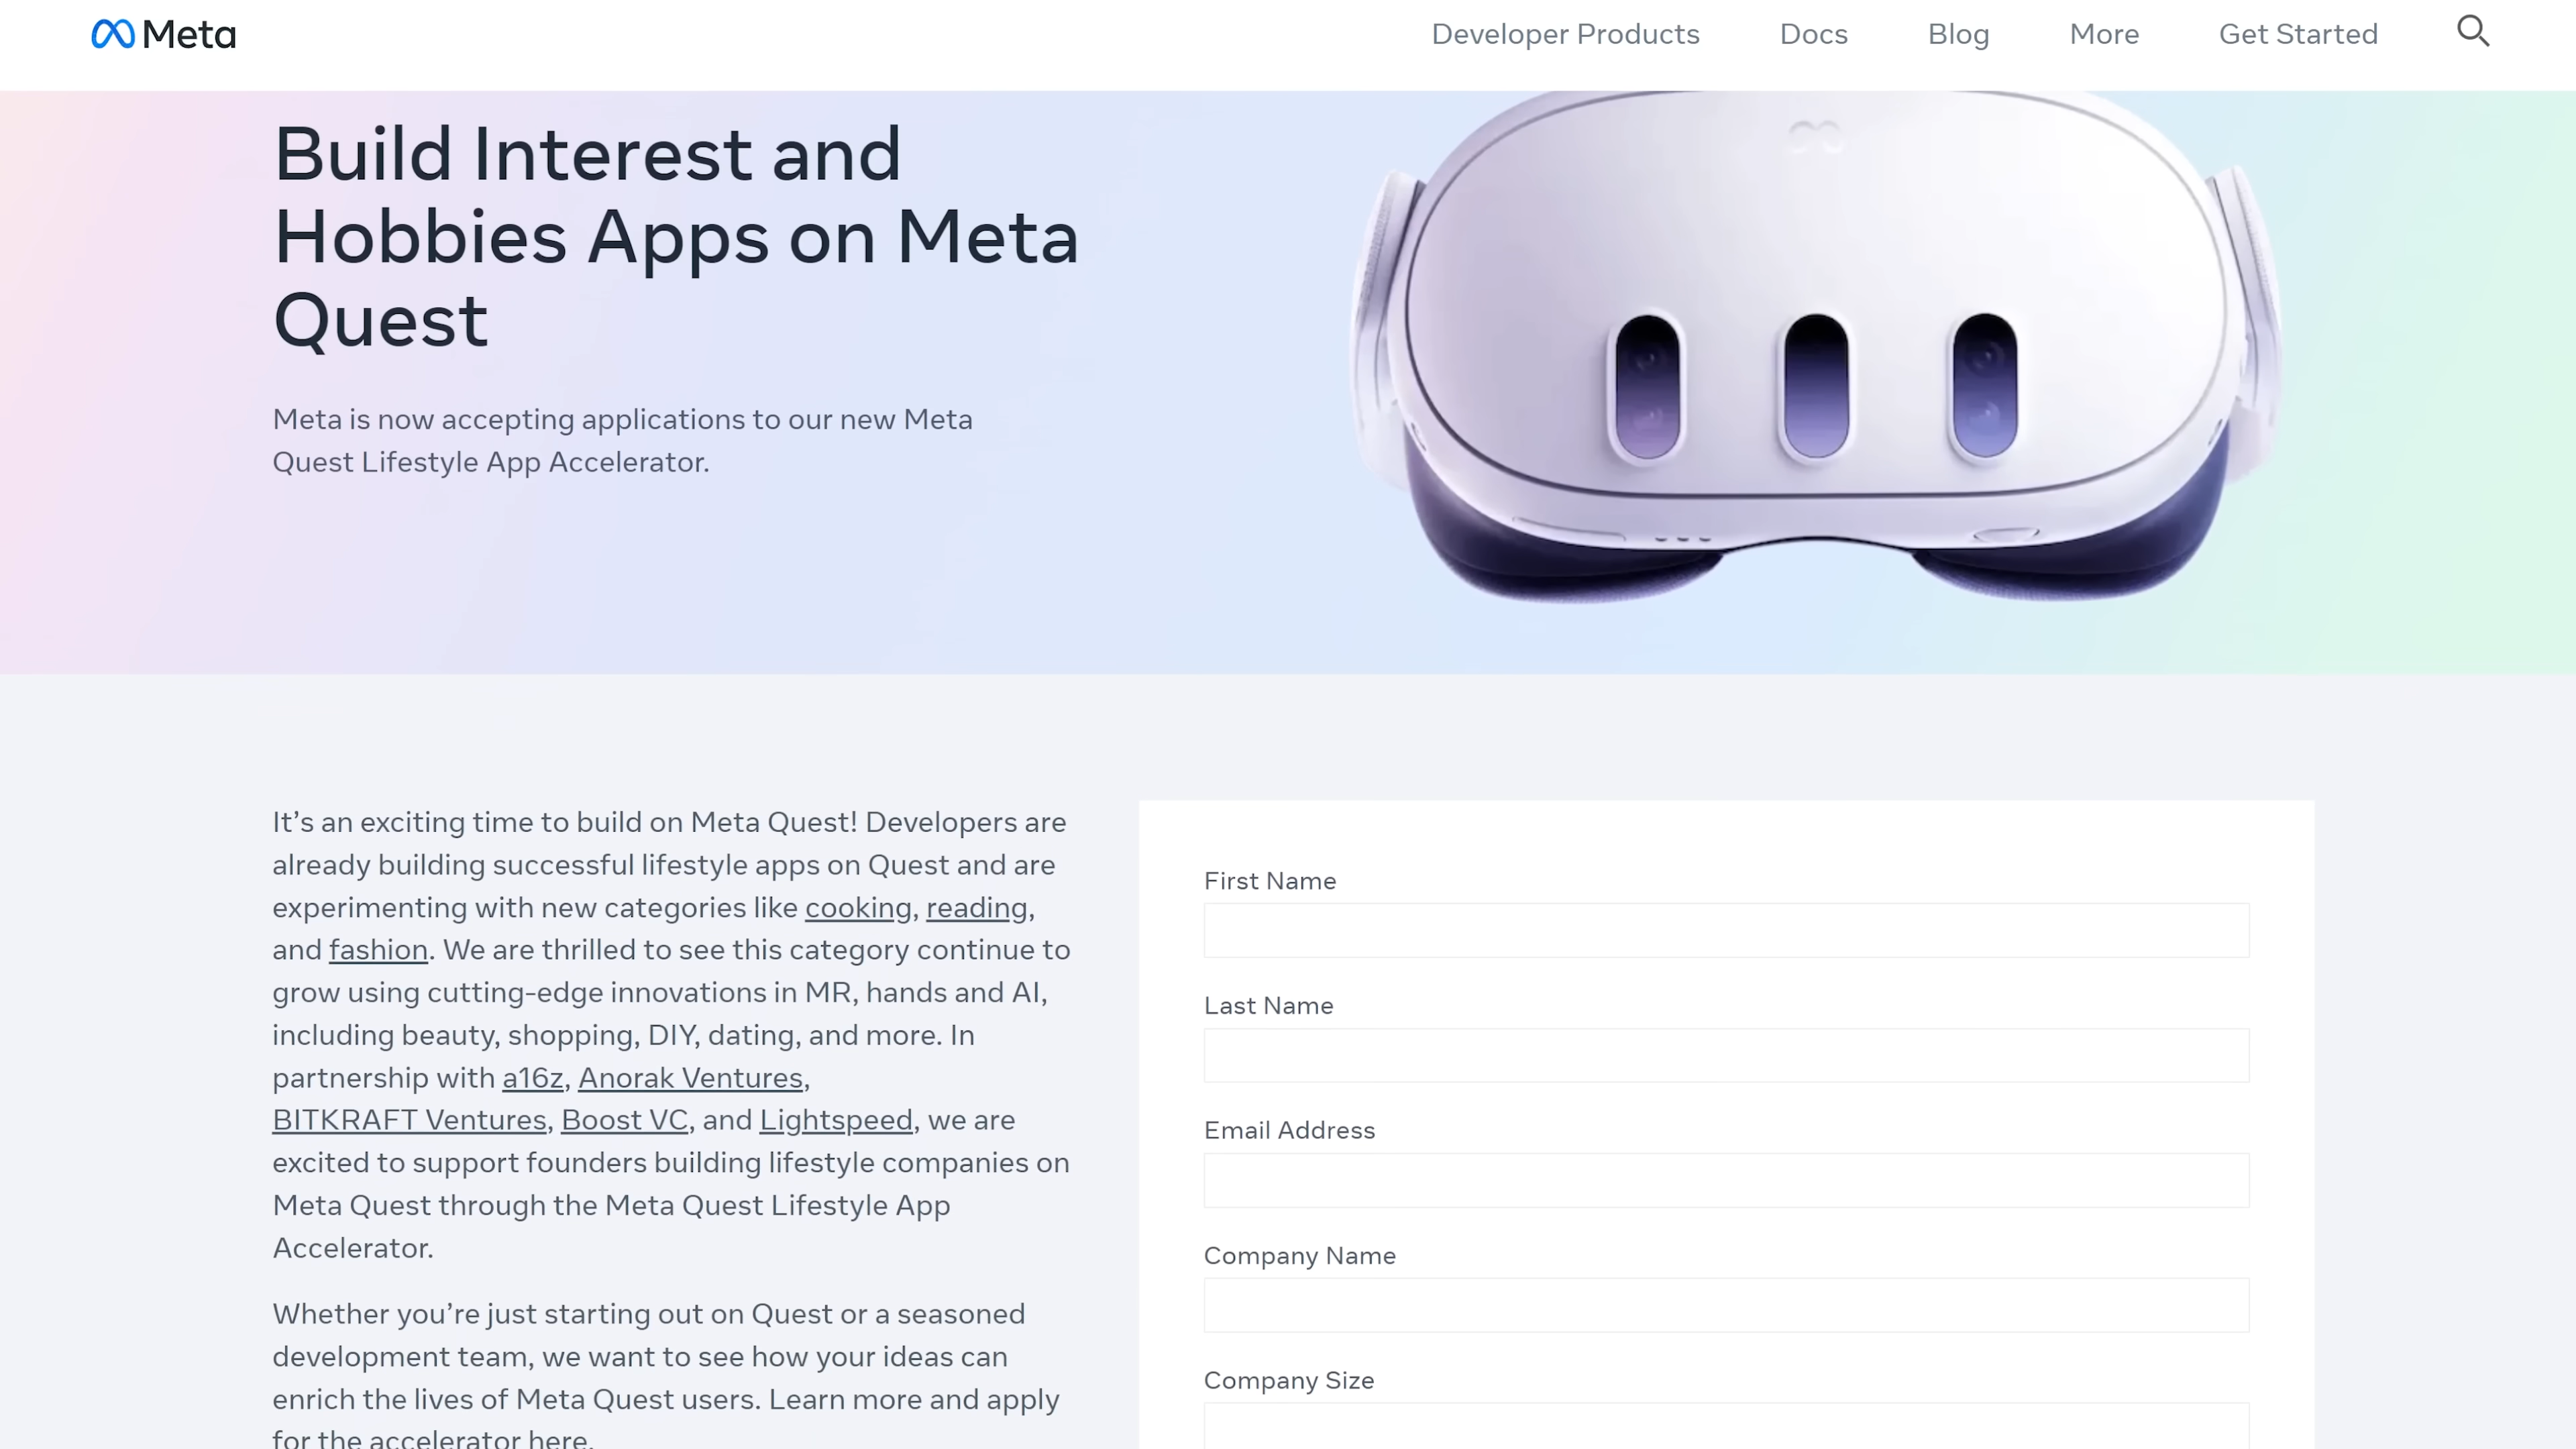 Meta
Developer Products
Docs
Blog
More
Get Started
Build Interest and
Hobbies Apps on Meta
Quest
Meta is now accepting applications to our new Meta
Quest Lifestyle App Accelerator.
It’s an exciting time to build on Meta Quest! Developers are
already building successful lifestyle apps on Quest and are
experimenting with new categories like cooking, reading,
and fashion. We are thrilled to see this category continue to
grow using cutting-edge innovations in MR, hands and AI,
including beauty, shopping, DIY, dating, and more. In
partnership with a16z, Anorak Ventures,
BITKRAFT Ventures, Boost VC, and Lightspeed, we are
excited to support founders building lifestyle companies on
Meta Quest through the Meta Quest Lifestyle App
Accelerator.
Whether you’re just starting out on Quest or a seasoned
development team, we want to see how your ideas can
enrich the lives of Meta Quest users. Learn more and apply
for the accelerator here.
First Name
Last Name
Email Address
Company Name
Company Size